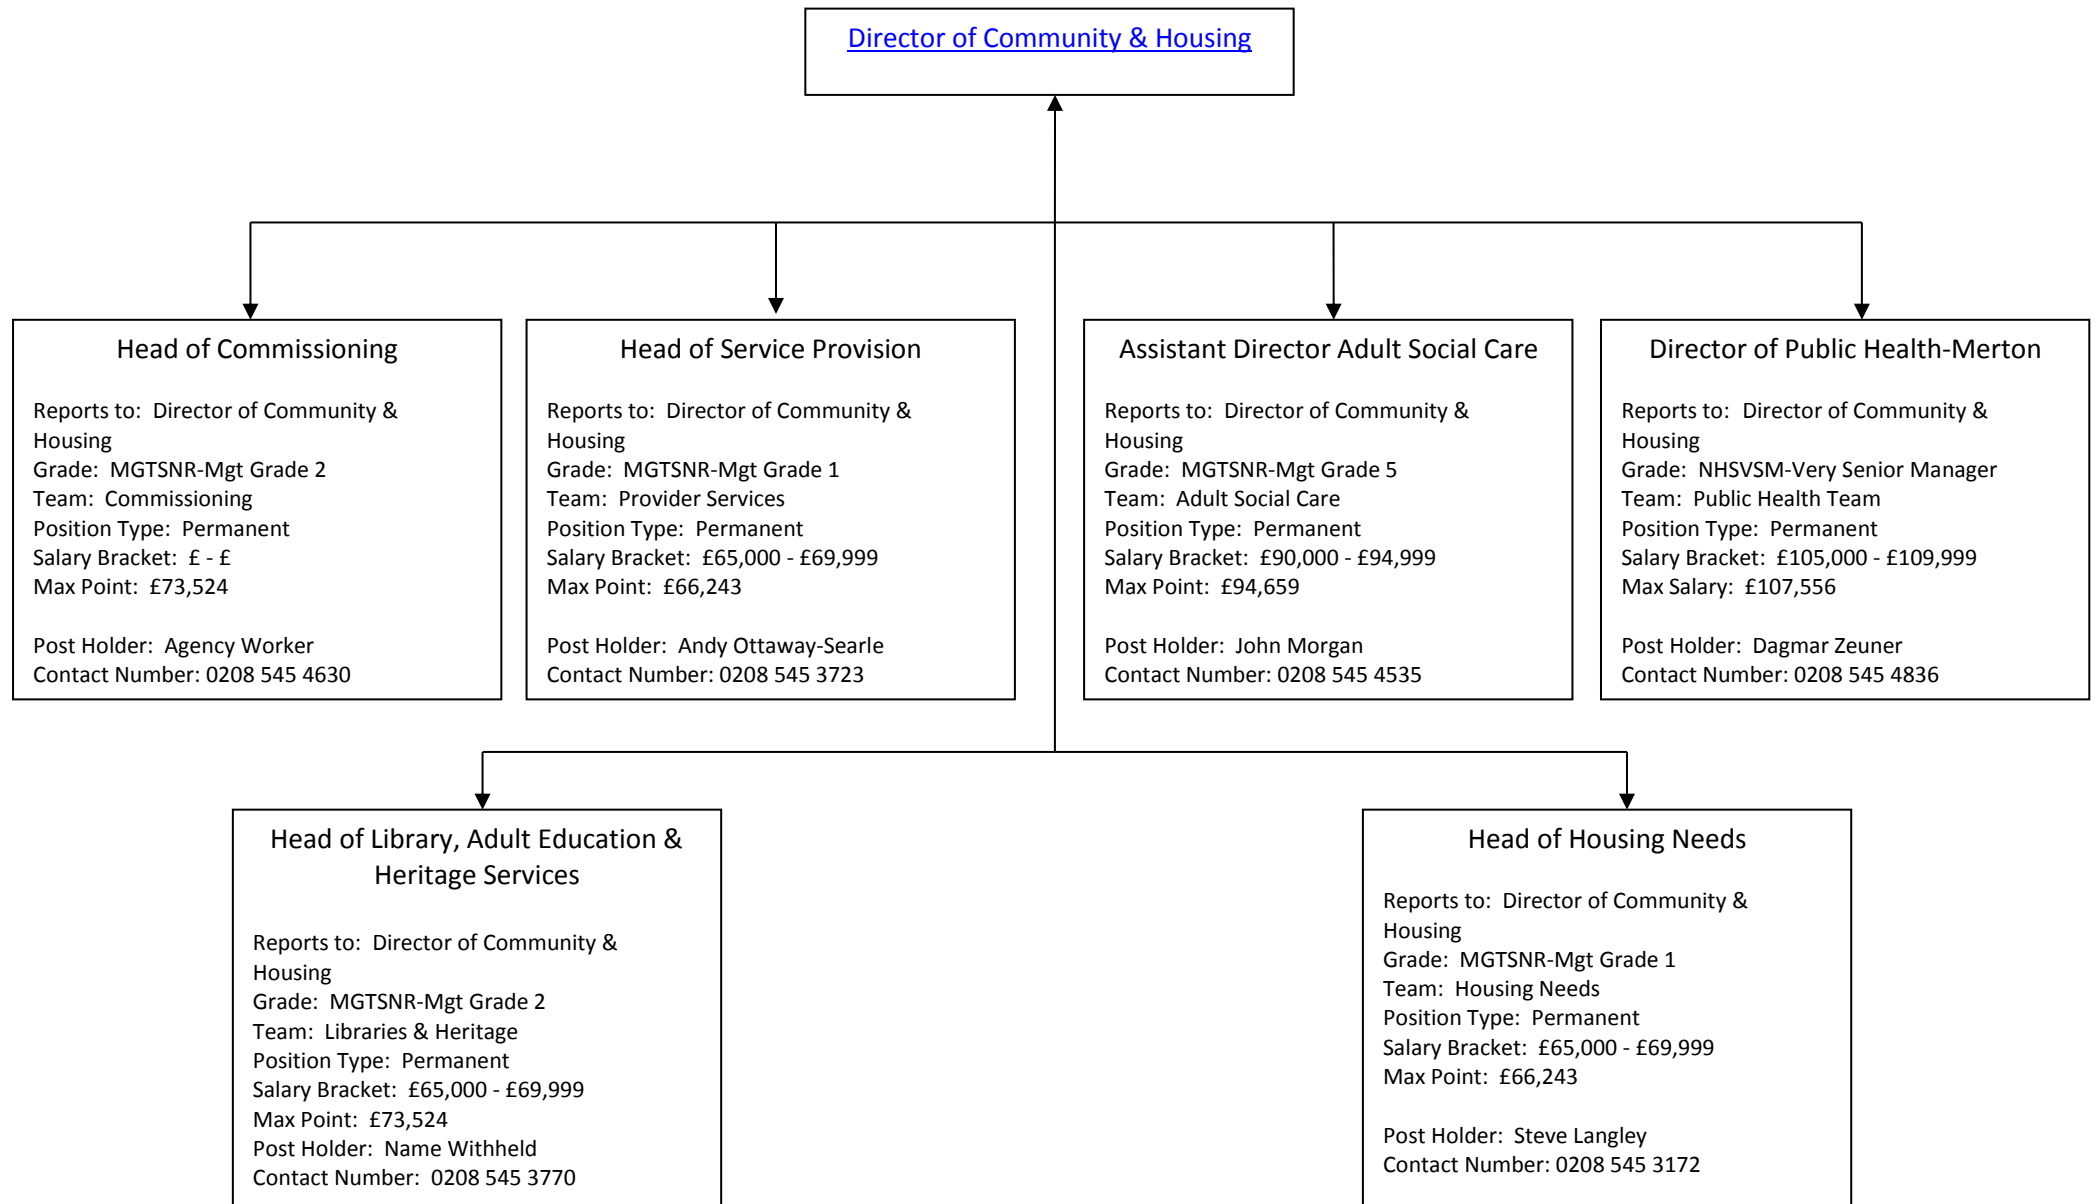 Director of Community & Housing
Head of Commissioning
Reports to:  Director of Community &
Housing
Grade:  MGTSNR-Mgt Grade 2
Team:  Commissioning
Position Type:  Permanent
Salary Bracket:  £ - £
Max Point:  £73,524
Post Holder:  Agency Worker
Contact Number: 0208 545 4630
Head of Service Provision
Reports to:  Director of Community &
Housing
Grade:  MGTSNR-Mgt Grade 1
Team:  Provider Services
Position Type:  Permanent
Salary Bracket:  £65,000 - £69,999
Max Point:  £66,243
Post Holder:  Andy Ottaway-Searle
Contact Number: 0208 545 3723
Assistant Director Adult Social Care
Reports to:  Director of Community &
Housing
Grade:  MGTSNR-Mgt Grade 5
Team:  Adult Social Care
Position Type:  Permanent
Salary Bracket:  £90,000 - £94,999
Max Point:  £94,659
Post Holder:  John Morgan
Contact Number: 0208 545 4535
Director of Public Health-Merton
Reports to:  Director of Community &
Housing
Grade:  NHSVSM-Very Senior Manager
Team:  Public Health Team
Position Type:  Permanent
Salary Bracket:  £105,000 - £109,999
Max Salary:  £107,556
Post Holder:  Dagmar Zeuner
Contact Number: 0208 545 4836
Head of Library, Adult Education &
Heritage Services
Reports to:  Director of Community &
Housing
Grade:  MGTSNR-Mgt Grade 2
Team:  Libraries & Heritage
Position Type:  Permanent
Salary Bracket:  £65,000 - £69,999
Max Point:  £73,524
Post Holder:  Name Withheld
Contact Number:  0208 545 3770
Head of Housing Needs
Reports to:  Director of Community &
Housing
Grade:  MGTSNR-Mgt Grade 1
Team:  Housing Needs
Position Type:  Permanent
Salary Bracket:  £65,000 - £69,999
Max Point:  £66,243
Post Holder:  Steve Langley
Contact Number: 0208 545 3172